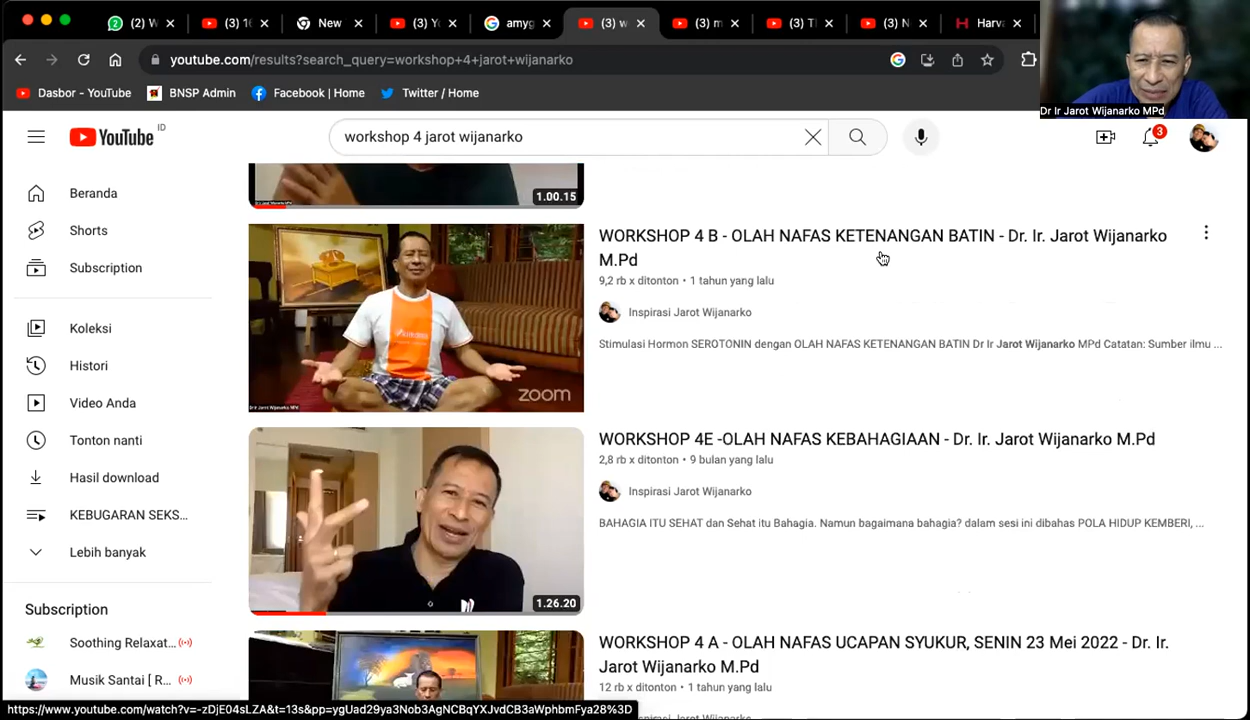 (2) W
(3) 1
New
(3) Y
amyg
(3) w
(3) m
(3) T
(3) N
Harva
youtube.com/results?search_query=workshop+4+jarot+wijanarko
Dasbor - YouTube
BNSP Admin
Facebook | Home
Twitter / Home
Dr Ir Jarot Wijanarko MPd
YouTube ID
workshop 4 jarot wijanarko
3
Beranda
Shorts
Subscription
Koleksi
Histori
Video Anda
Tonton nanti
Hasil download
KEBUGARAN SEKS...
Lebih banyak
Subscription
Soothing Relaxat...
Musik Santai [ R...
1.00.15
WORKSHOP 4 B - OLAH NAFAS KETENANGAN BATIN - Dr. Ir. Jarot Wijanarko
M.Pd
9,2 rb x ditonton • 1 tahun yang lalu
Inspirasi Jarot Wijanarko
Stimulasi Hormon SEROTONIN dengan OLAH NAFAS KETENANGAN BATIN Dr Ir Jarot Wijanarko MPd Catatan: Sumber ilmu ...
zoom
Dr Ir Jarot Wijanarko MPd
WORKSHOP 4E -OLAH NAFAS KEBAHAGIAAN - Dr. Ir. Jarot Wijanarko M.Pd
2,8 rb x ditonton • 9 bulan yang lalu
Inspirasi Jarot Wijanarko
BAHAGIA ITU SEHAT dan Sehat itu Bahagia. Namun bagaimana bahagia? dalam sesi ini dibahas POLA HIDUP KEMBERI, ...
1.26.20
WORKSHOP 4 A - OLAH NAFAS UCAPAN SYUKUR, SENIN 23 Mei 2022 - Dr. Ir.
Jarot Wijanarko M.Pd
12 rb x ditonton • 1 tahun yang lalu
Inspirasi Jarot Wijanarko
https://www.youtube.com/watch?v=-zDjE04sLZA&t=13s&pp=ygUad29ya3Nob3AgNCBqYXJvdCB3aWphbmFya28%3D